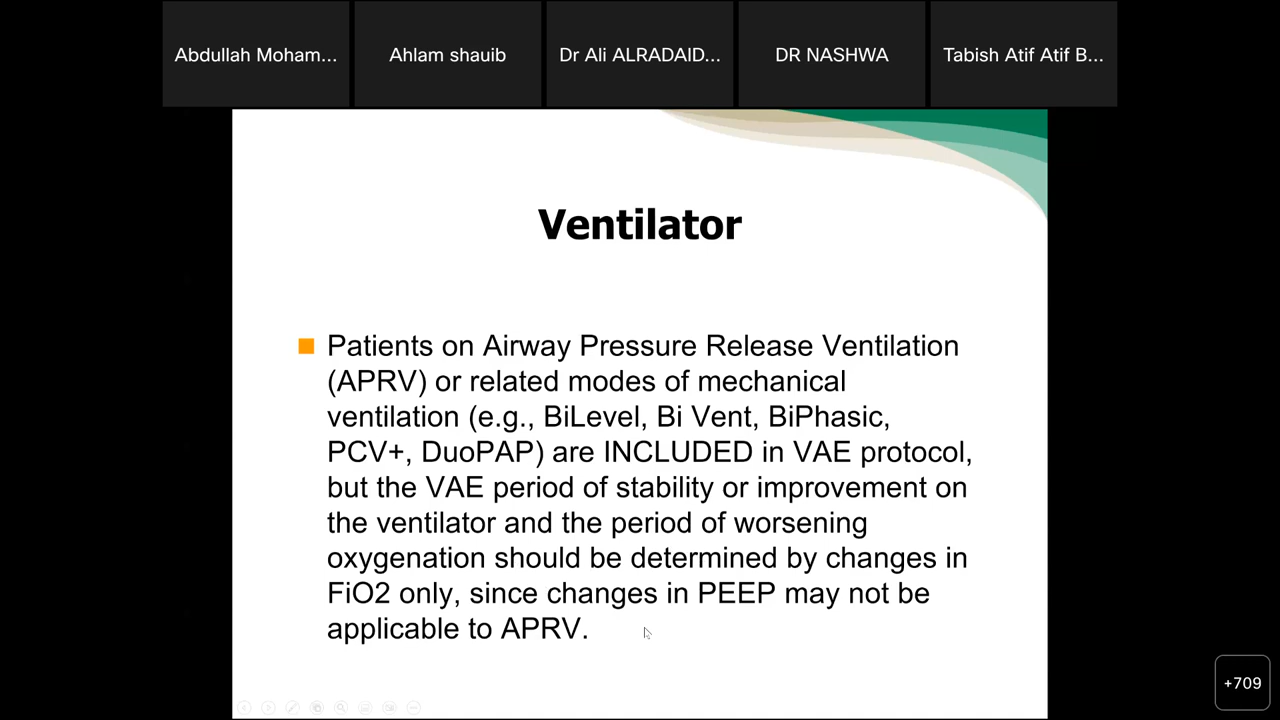 Abdullah Moham...
Ahlam shauib
Dr Ali ALRADAID...
DR NASHWA
Tabish Atif Atif B...
Ventilator
Patients on Airway Pressure Release Ventilation
(APRV) or related modes of mechanical
ventilation (e.g., BiLevel, Bi Vent, BiPhasic,
PCV+, DuoPAP) are INCLUDED in VAE protocol,
but the VAE period of stability or improvement on
the ventilator and the period of worsening
oxygenation should be determined by changes in
FiO2 only, since changes in PEEP may not be
applicable to APRV.
+709